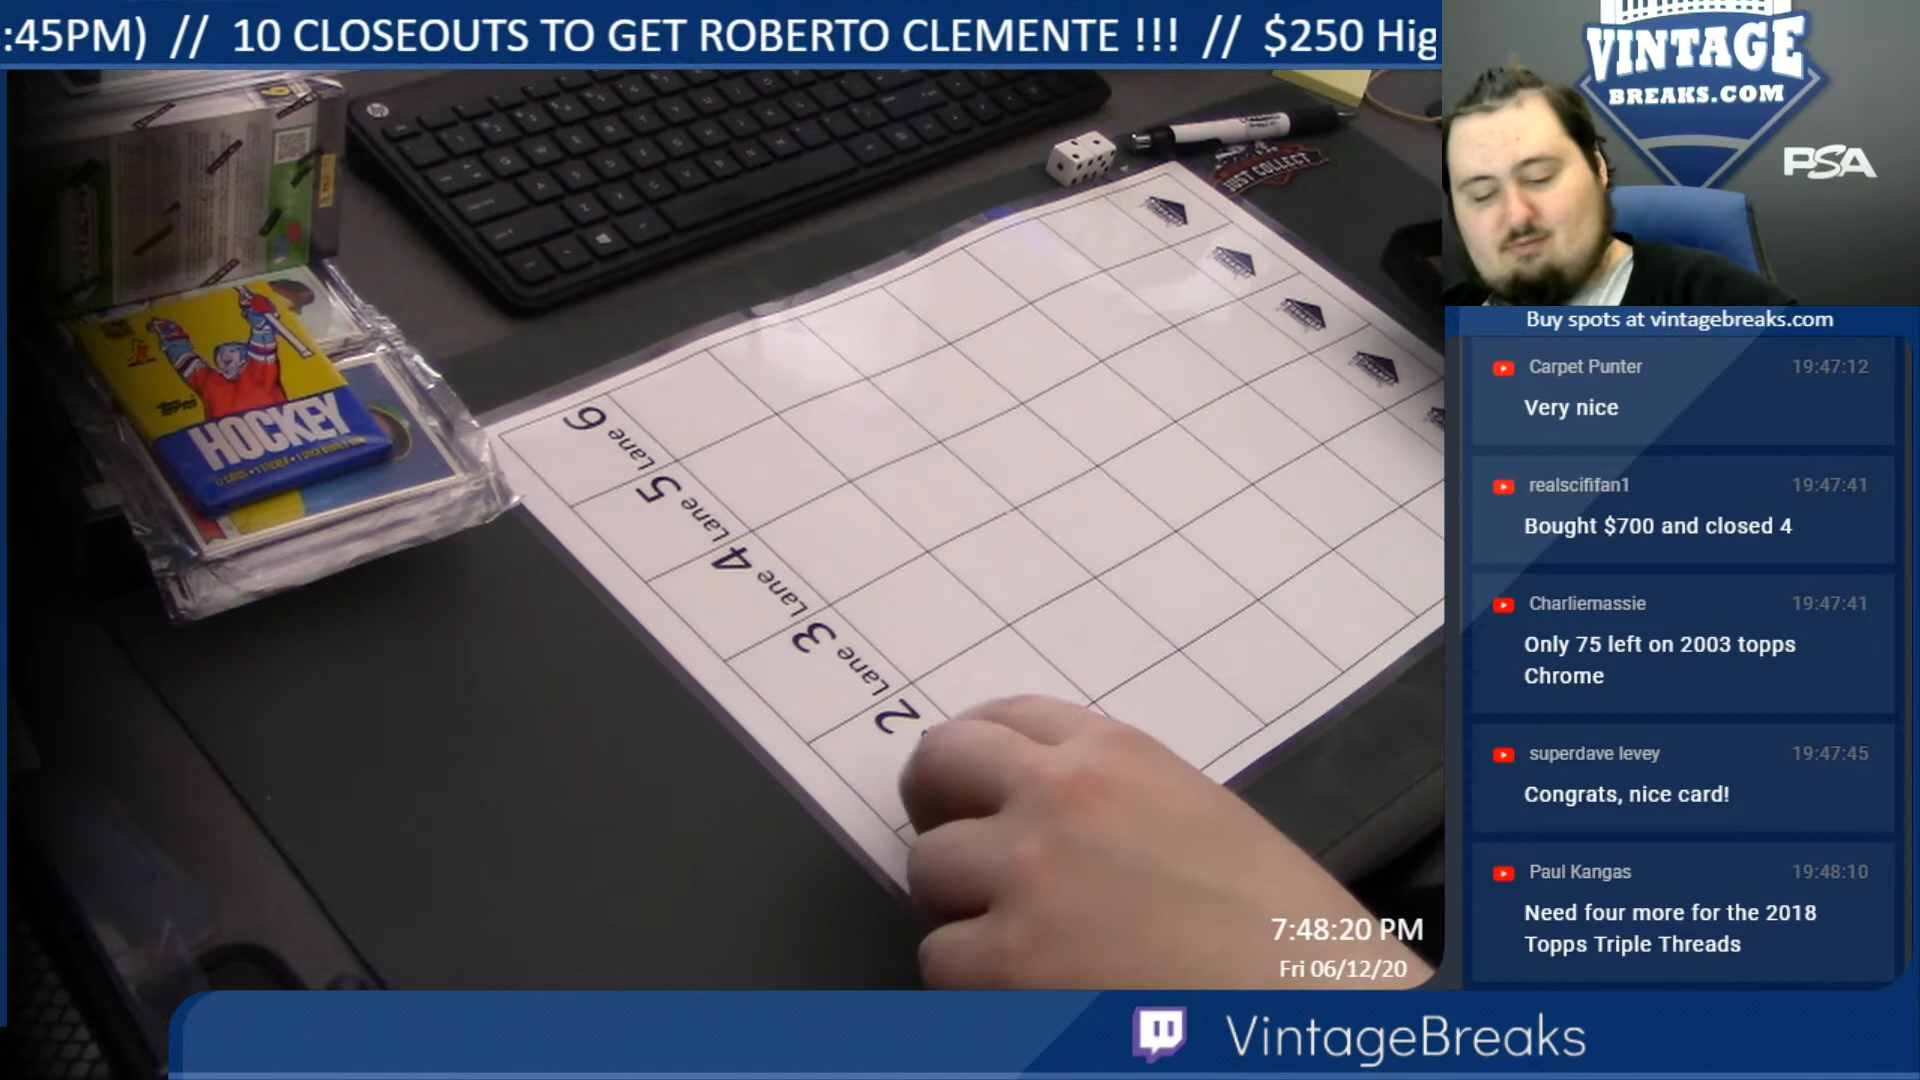 :45PM) // 10 CLOSEOUTS TO GET ROBERTO CLEMENTE !!! // $250 Hig
VINTAGE
BREAKS.COM
PSA
Buy spots at vintagebreaks.com
Carpet Punter 19:47:12
Very nice
realscififan1 19:47:41
Bought $700 and closed 4
Charliemassie 19:47:41
Only 75 left on 2003 topps
Chrome
superdave levey 19:47:45
Congrats, nice card!
Paul Kangas 19:48:10
Need four more for the 2018
Topps Triple Threads
JUST COLLECT
hp
HOCKEY
Lane 6
Lane 5
Lane 4
Lane 3
2
7:48:20 PM
Fri 06/12/20
VintageBreaks